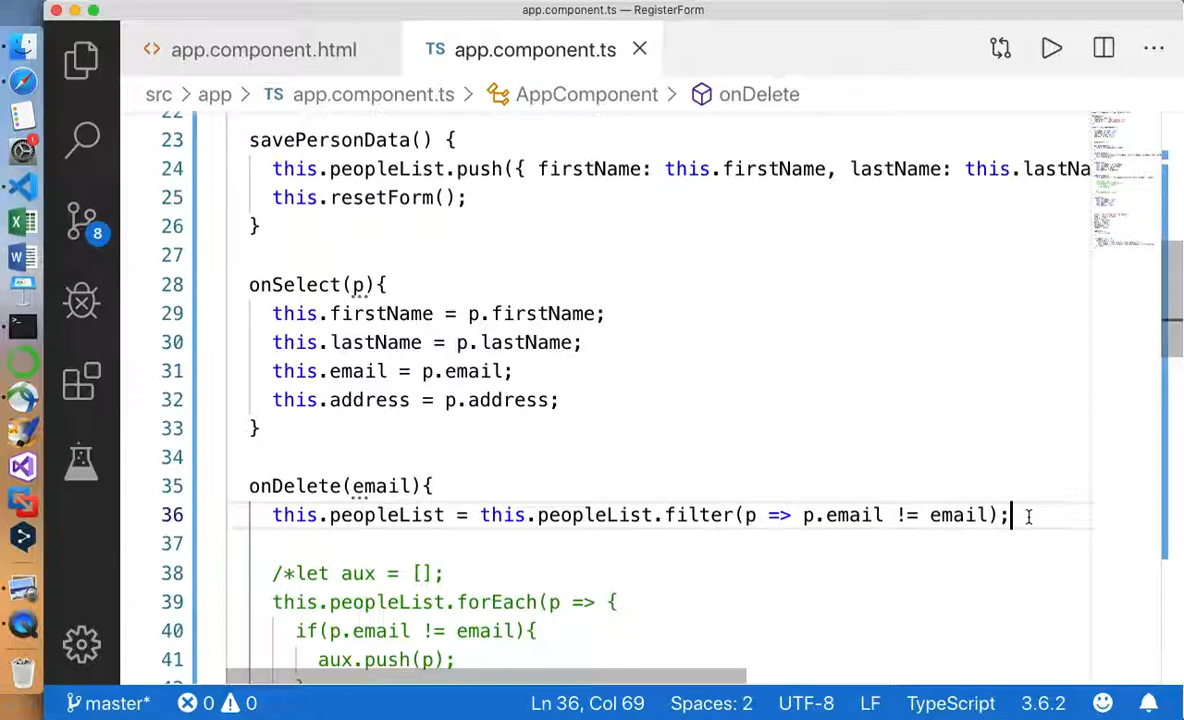 app.component.ts — RegisterForm
<> app.component.html
TS app.component.ts ×
src > app > TS app.component.ts > AppComponent > onDelete
22
23 savePersonData() {
24 this.peopleList.push({ firstName: this.firstName, lastName: this.lastNa
25 this.resetForm();
26 }
27
28 onSelect(p){
29 this.firstName = p.firstName;
30 this.lastName = p.lastName;
31 this.email = p.email;
32 this.address = p.address;
33 }
34
35 onDelete(email){
36 this.peopleList = this.peopleList.filter(p => p.email != email);
37
38 /*let aux = [];
39 this.peopleList.forEach(p => {
40 if(p.email != email){
41 aux.push(p);
8
master* 0 0 Ln 36, Col 69 Spaces: 2 UTF-8 LF TypeScript 3.6.2